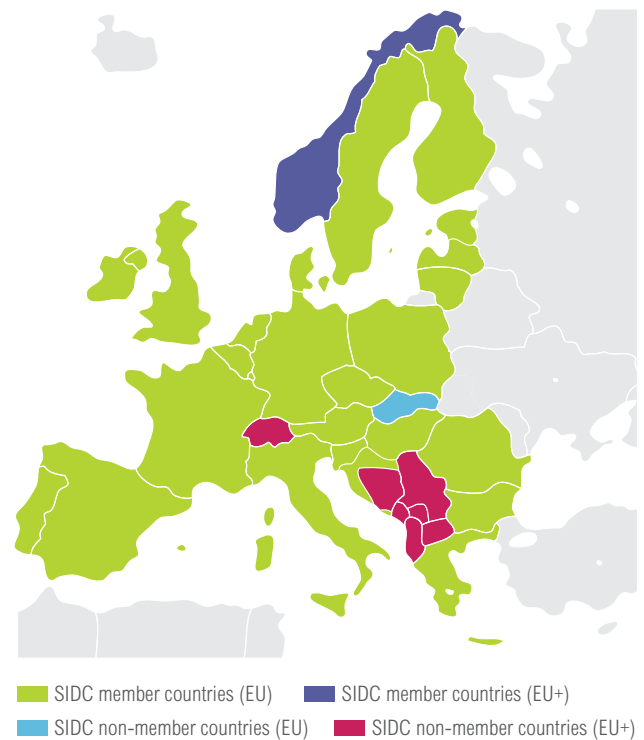 SIDC member countries (EU) SIDC member countries (EU+)
SIDC non-member countries (EU) SIDC non-member countries (EU+)